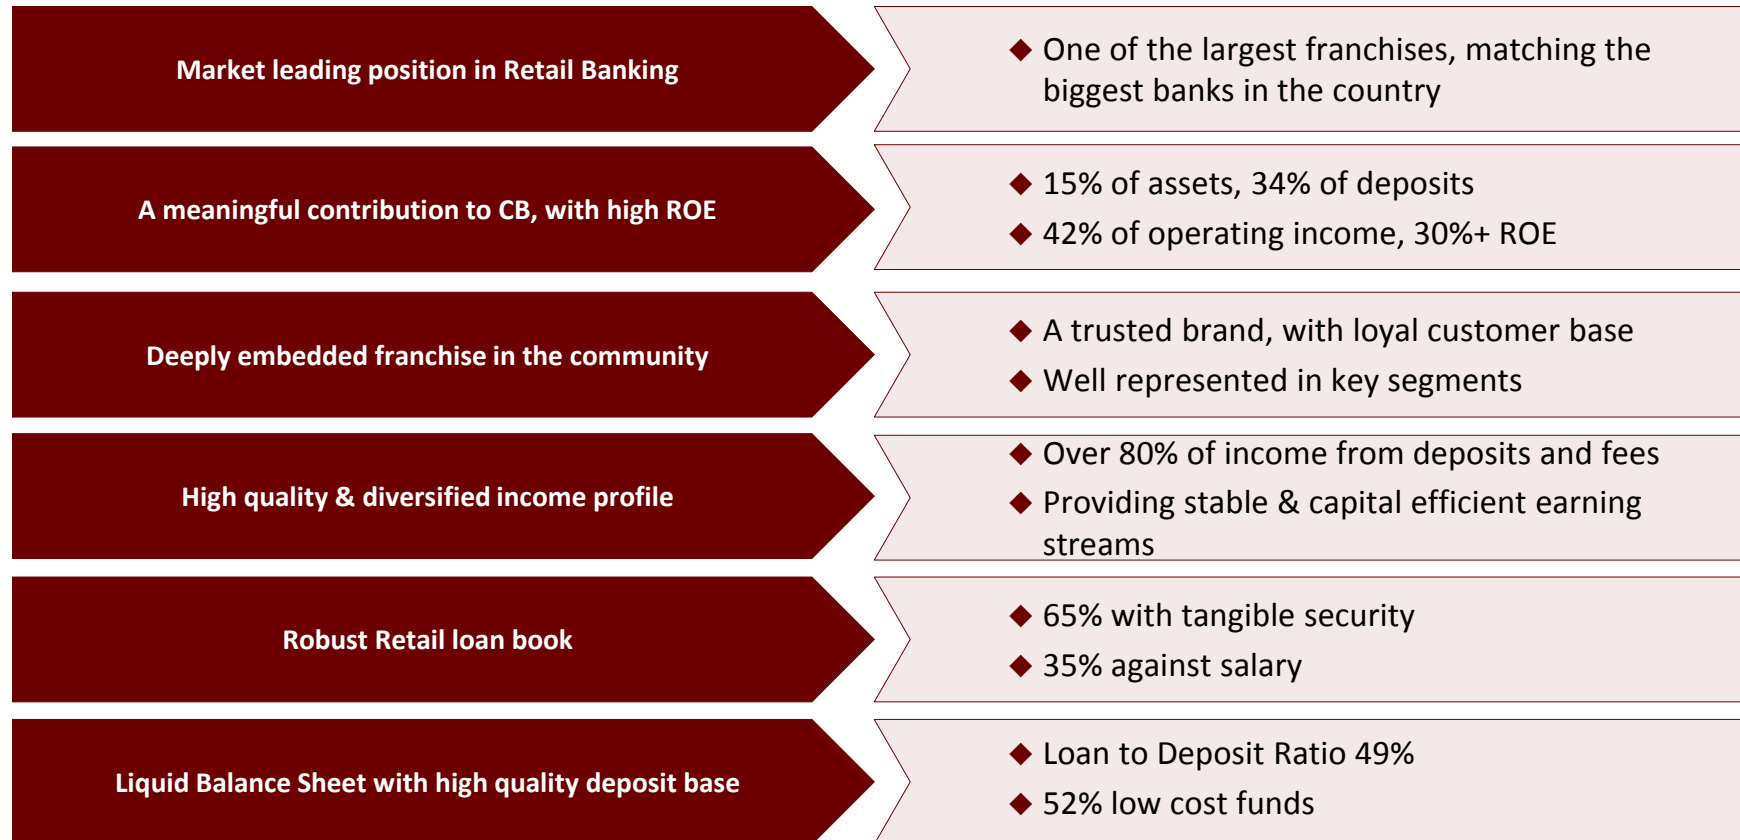 Market leading position in Retail Banking
◆ One of the largest franchises, matching the
biggest banks in the country
A meaningful contribution to CB, with high ROE
◆ 15% of assets, 34% of deposits
◆ 42% of operating income, 30%+ ROE
Deeply embedded franchise in the community
◆ A trusted brand, with loyal customer base
◆ Well represented in key segments
High quality & diversified income profile
◆ Over 80% of income from deposits and fees
◆ Providing stable & capital efficient earning
streams
Robust Retail loan book
◆ 65% with tangible security
◆ 35% against salary
Liquid Balance Sheet with high quality deposit base
◆ Loan to Deposit Ratio 49%
◆ 52% low cost funds